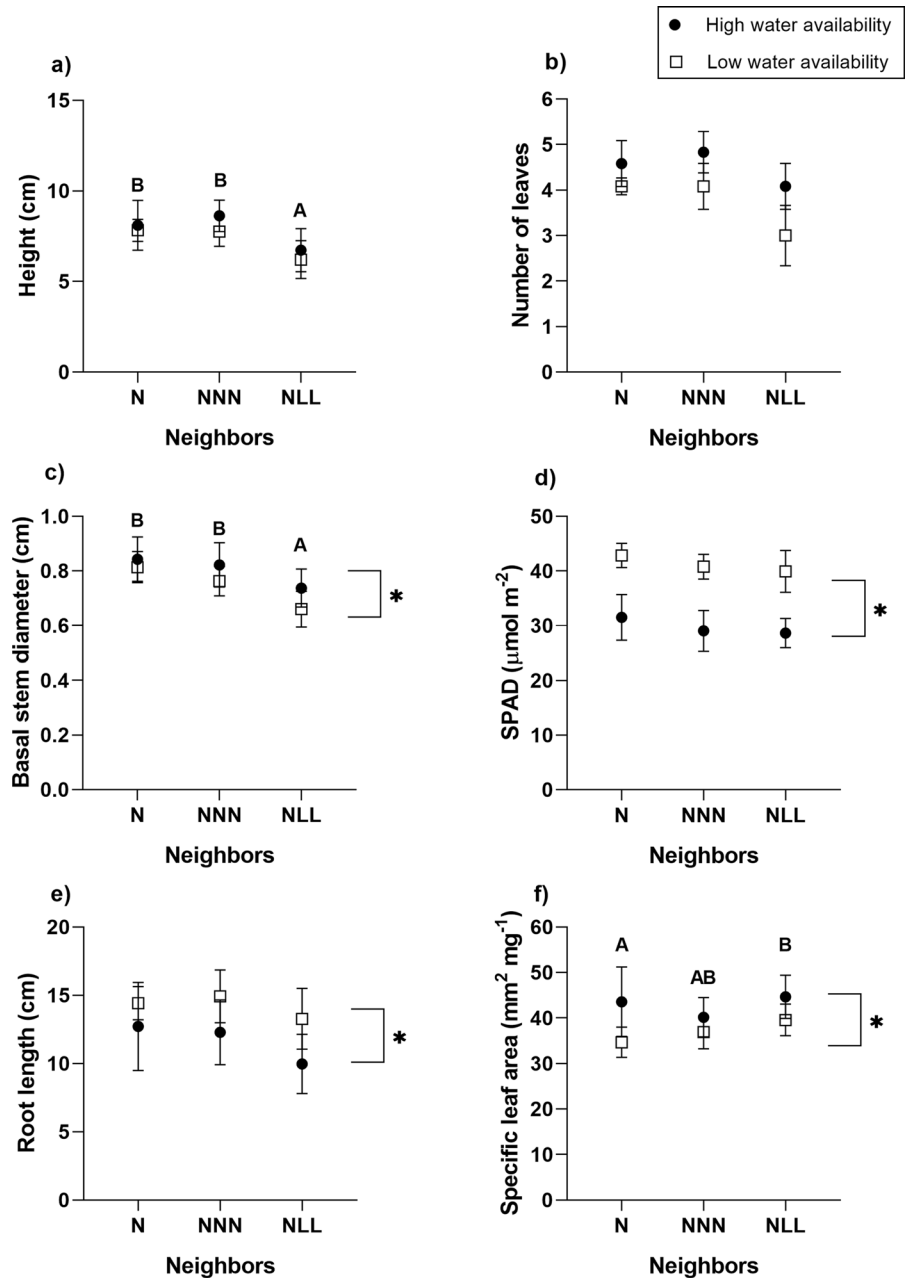 High water availability
Low water availability
a)
Height (cm)
15
10
5
0
B
B
A
N
NNN
NLL
Neighbors
b)
Number of leaves
6
5
4
3
2
1
0
N
NNN
NLL
Neighbors
c)
Basal stem diameter (cm)
1.0
0.8
0.6
0.4
0.2
0.0
B
B
A
*
N
NNN
NLL
Neighbors
d)
SPAD (μmol m-2)
50
40
30
20
10
0
*
N
NNN
NLL
Neighbors
e)
Root length (cm)
20
15
10
5
0
*
N
NNN
NLL
Neighbors
f)
Specific leaf area (mm2 mg-1)
60
50
40
30
20
10
0
A
AB
B
*
N
NNN
NLL
Neighbors